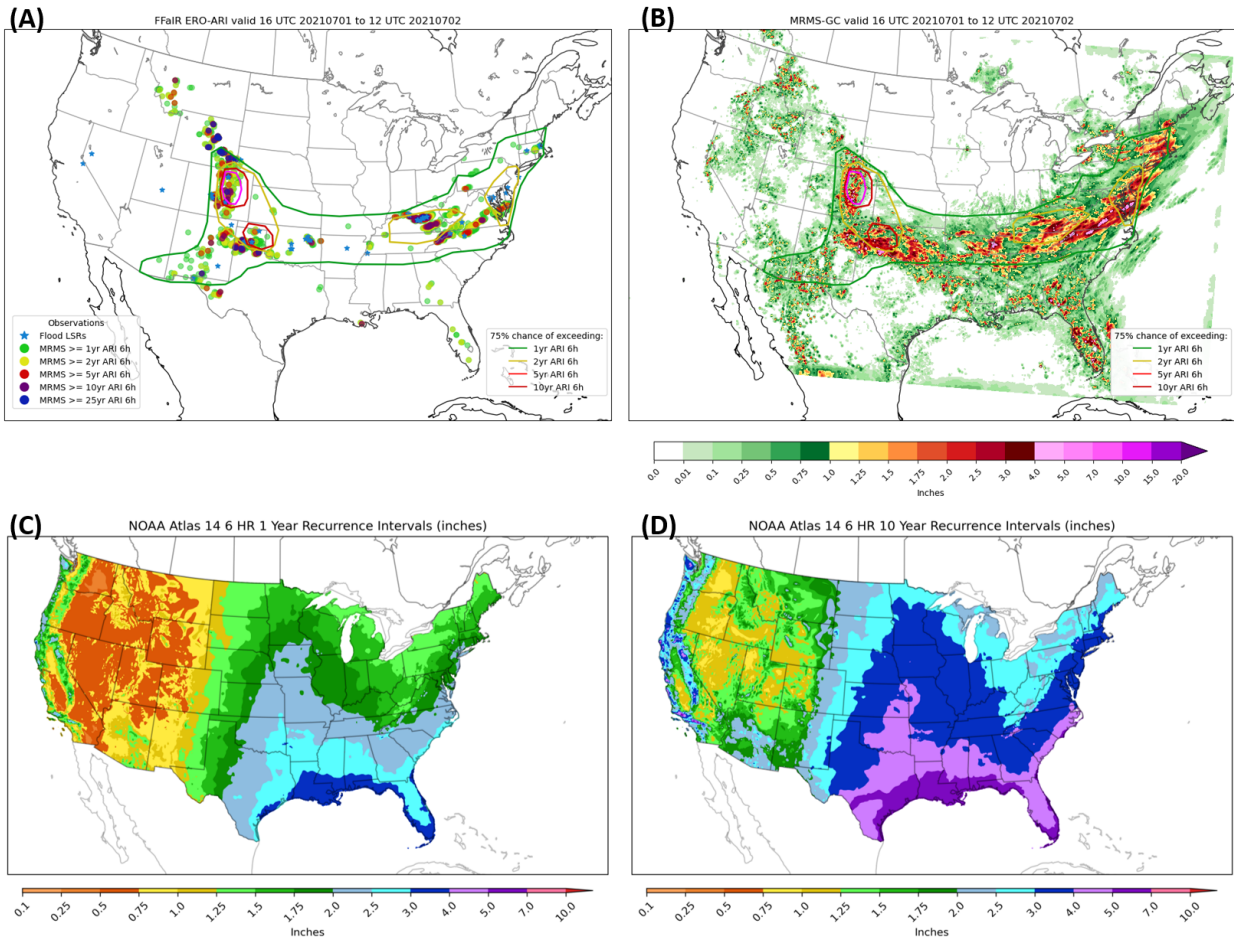 (A)
FFaIR ERO-ARI valid 16 UTC 20210701 to 12 UTC 20210702
Observations
Flood LSRs
MRMS >= 1yr ARI 6h
MRMS >= 2yr ARI 6h
MRMS >= 5yr ARI 6h
MRMS >= 10yr ARI 6h
MRMS >= 25yr ARI 6h
75% chance of exceeding:
1yr ARI 6h
2yr ARI 6h
5yr ARI 6h
10yr ARI 6h
(B)
MRMS-GC valid 16 UTC 20210701 to 12 UTC 20210702
75% chance of exceeding:
1yr ARI 6h
2yr ARI 6h
5yr ARI 6h
10yr ARI 6h
0.0 0.01 0.1 0.25 0.5 0.75 1.0 1.25 1.5 1.75 2.0 2.5 3.0 4.0 5.0 7.0 10.0 15.0 20.0
Inches
(C)
NOAA Atlas 14 6 HR 1 Year Recurrence Intervals (inches)
0.1 0.25 0.5 0.75 1.0 1.25 1.5 1.75 2.0 2.5 3.0 4.0 5.0 7.0 10.0
Inches
(D)
NOAA Atlas 14 6 HR 10 Year Recurrence Intervals (inches)
0.1 0.25 0.5 0.75 1.0 1.25 1.5 1.75 2.0 2.5 3.0 4.0 5.0 7.0 10.0
Inches